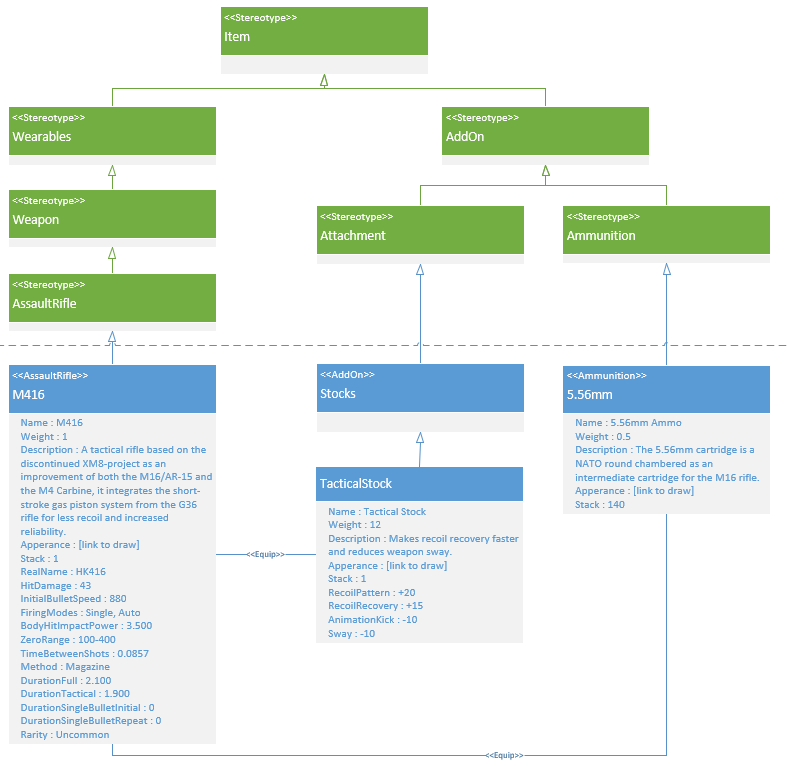 <<Stereotype>>
Item
<<Stereotype>>
Wearables
<<Stereotype>>
AddOn
<<Stereotype>>
Weapon
<<Stereotype>>
Attachment
<<Stereotype>>
Ammunition
<<Stereotype>>
AssaultRifle
<<AssaultRifle>>
M416
Name : M416
Weight : 1
Description : A tactical rifle based on the
discontinued XM8-project as an
improvement of both the M16/AR-15 and
the M4 Carbine, it integrates the short-
stroke gas piston system from the G36
rifle for less recoil and increased
reliability.
Apperance : [link to draw]
Stack : 1
RealName : HK416
HitDamage : 43
InitialBulletSpeed : 880
FiringModes : Single, Auto
BodyHitImpactPower : 3.500
ZeroRange : 100-400
TimeBetweenShots : 0.0857
Method : Magazine
DurationFull : 2.100
DurationTactical : 1.900
DurationSingleBulletInitial : 0
DurationSingleBulletRepeat : 0
Rarity : Uncommon
<<Equip>>
<<AddOn>>
Stocks
TacticalStock
Name : Tactical Stock
Weight : 12
Description : Makes recoil recovery faster
and reduces weapon sway.
Apperance : [link to draw]
Stack : 1
RecoilPattern : +20
RecoilRecovery : +15
AnimationKick : -10
Sway : -10
<<Ammunition>>
5.56mm
Name : 5.56mm Ammo
Weight : 0.5
Description : The 5.56mm cartridge is a
NATO round chambered as an
intermediate cartridge for the M16 rifle.
Apperance : [link to draw]
Stack : 140
<<Equip>>